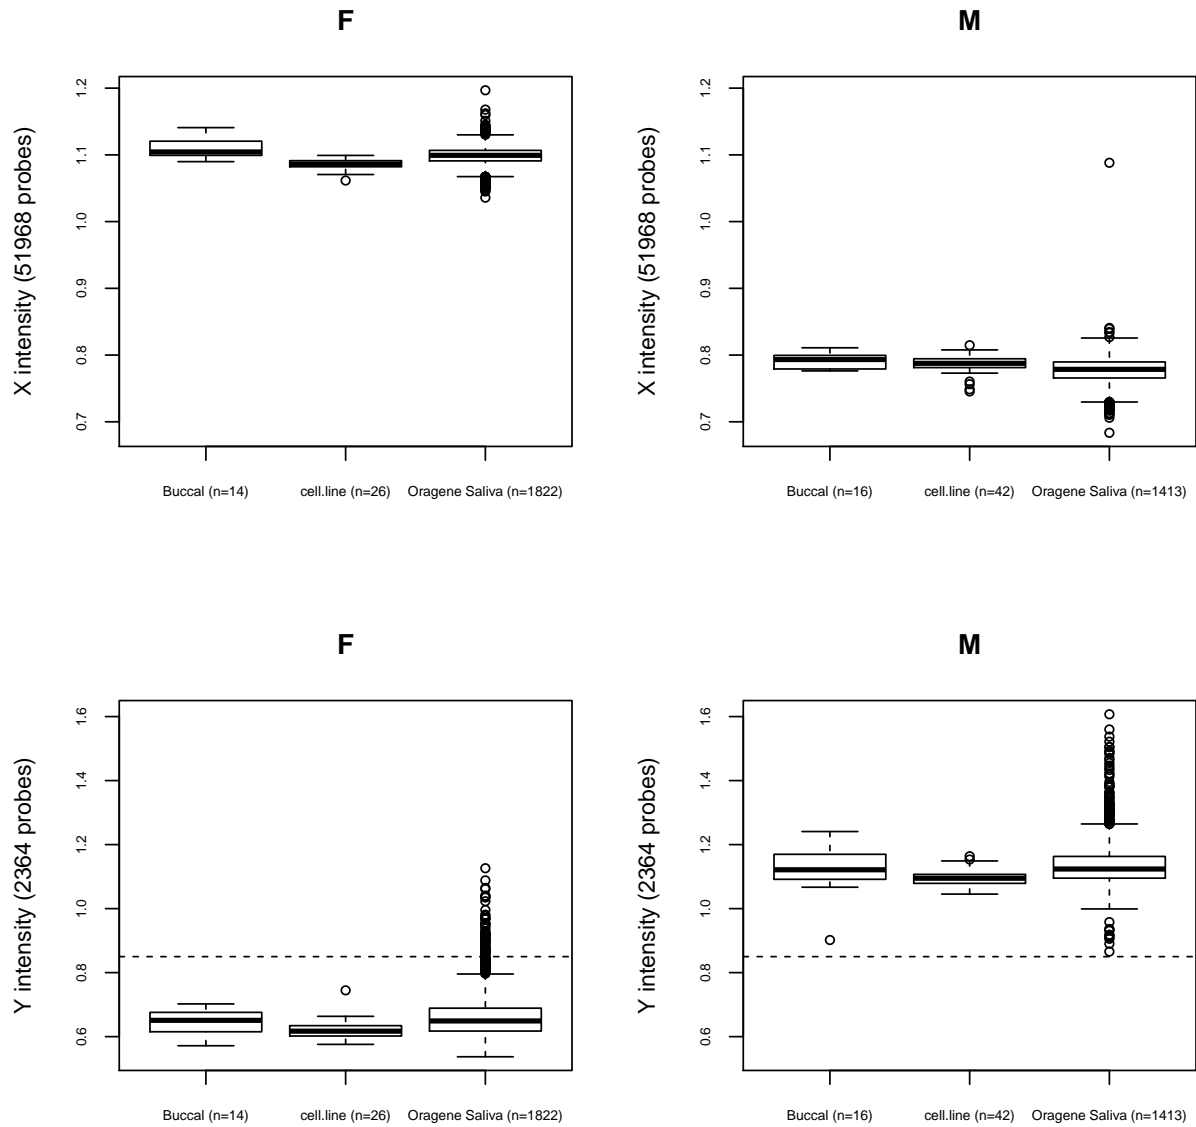 F
X intensity (51968 probes)
1.2
1.1
1.0
0.9
0.8
0.7
Buccal (n=14) cell.line (n=26) Oragene Saliva (n=1822)
M
X intensity (51968 probes)
1.2
1.1
1.0
0.9
0.8
0.7
Buccal (n=16) cell.line (n=42) Oragene Saliva (n=1413)
F
Y intensity (2364 probes)
1.6
1.4
1.2
1.0
0.8
0.6
Buccal (n=14) cell.line (n=26) Oragene Saliva (n=1822)
M
Y intensity (2364 probes)
1.6
1.4
1.2
1.0
0.8
0.6
Buccal (n=16) cell.line (n=42) Oragene Saliva (n=1413)